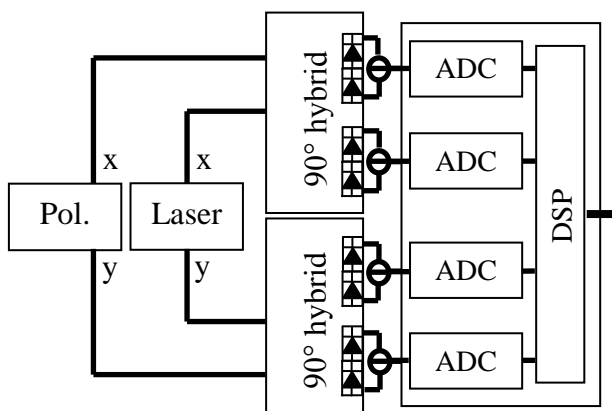 90° hybrid
ADC
ADC
x
x
Pol.
Laser
DSP
y
y
90° hybrid
ADC
ADC